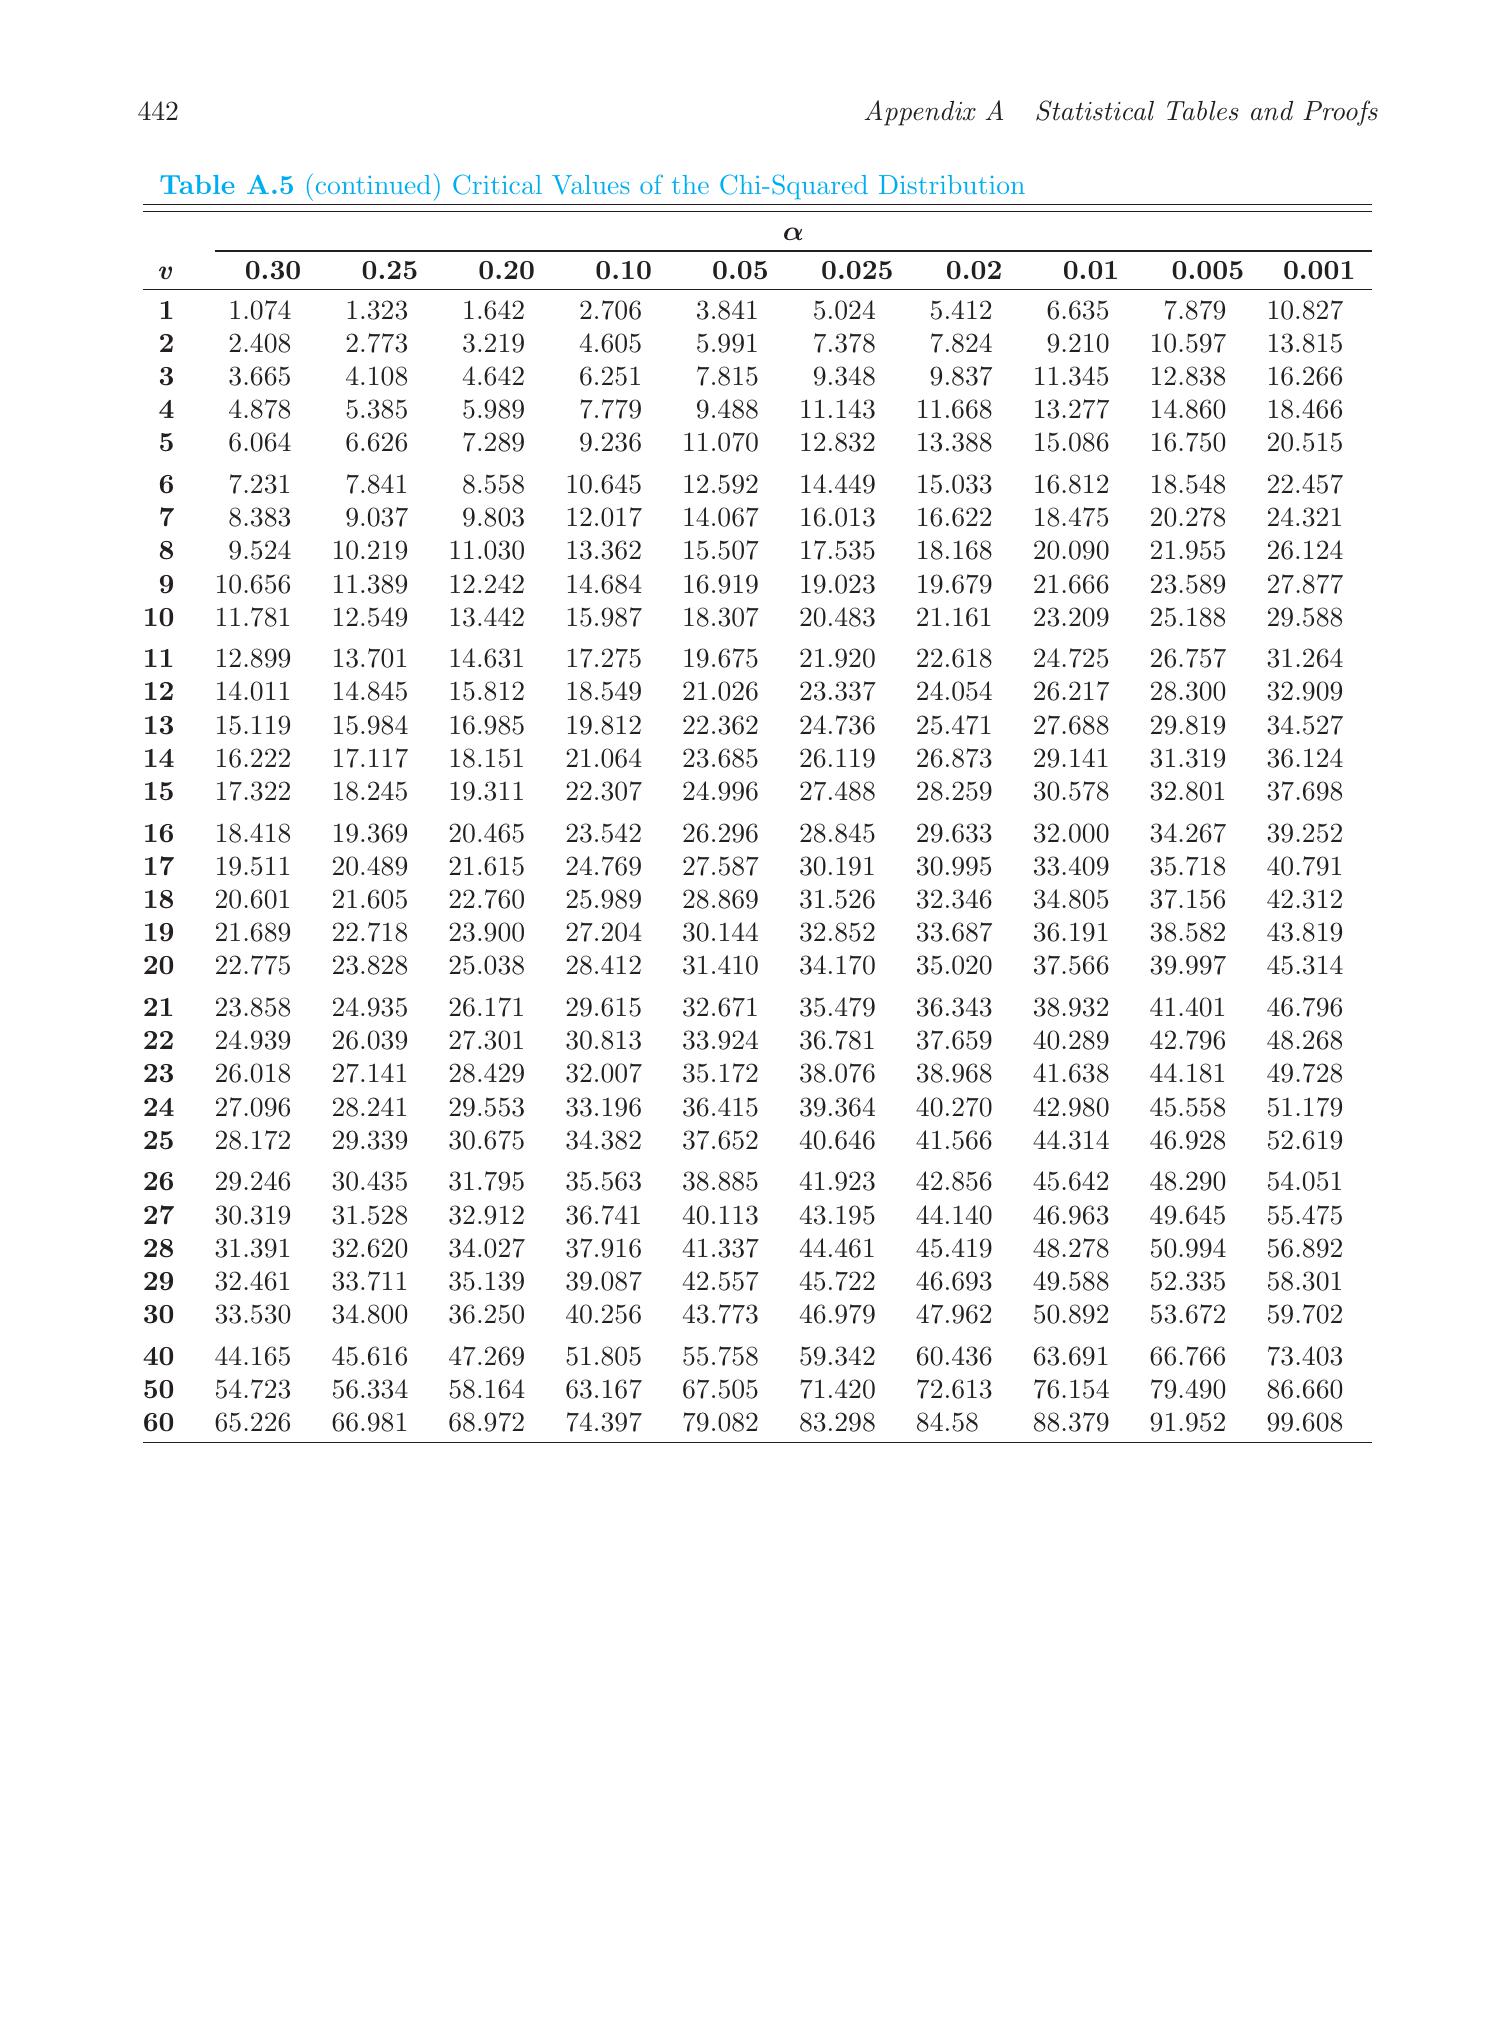 442 Appendix A Statistical Tables and Proofs
Table A.5 (continued) Critical Values of the Chi-Squared Distribution
α
v 0.30 0.25 0.20 0.10 0.05 0.025 0.02 0.01 0.005 0.001
1 1.074 1.323 1.642 2.706 3.841 5.024 5.412 6.635 7.879 10.827
2 2.408 2.773 3.219 4.605 5.991 7.378 7.824 9.210 10.597 13.815
3 3.665 4.108 4.642 6.251 7.815 9.348 9.837 11.345 12.838 16.266
4 4.878 5.385 5.989 7.779 9.488 11.143 11.668 13.277 14.860 18.466
5 6.064 6.626 7.289 9.236 11.070 12.832 13.388 15.086 16.750 20.515
6 7.231 7.841 8.558 10.645 12.592 14.449 15.033 16.812 18.548 22.457
7 8.383 9.037 9.803 12.017 14.067 16.013 16.622 18.475 20.278 24.321
8 9.524 10.219 11.030 13.362 15.507 17.535 18.168 20.090 21.955 26.124
9 10.656 11.389 12.242 14.684 16.919 19.023 19.679 21.666 23.589 27.877
10 11.781 12.549 13.442 15.987 18.307 20.483 21.161 23.209 25.188 29.588
11 12.899 13.701 14.631 17.275 19.675 21.920 22.618 24.725 26.757 31.264
12 14.011 14.845 15.812 18.549 21.026 23.337 24.054 26.217 28.300 32.909
13 15.119 15.984 16.985 19.812 22.362 24.736 25.471 27.688 29.819 34.527
14 16.222 17.117 18.151 21.064 23.685 26.119 26.873 29.141 31.319 36.124
15 17.322 18.245 19.311 22.307 24.996 27.488 28.259 30.578 32.801 37.698
16 18.418 19.369 20.465 23.542 26.296 28.845 29.633 32.000 34.267 39.252
17 19.511 20.489 21.615 24.769 27.587 30.191 30.995 33.409 35.718 40.791
18 20.601 21.605 22.760 25.989 28.869 31.526 32.346 34.805 37.156 42.312
19 21.689 22.718 23.900 27.204 30.144 32.852 33.687 36.191 38.582 43.819
20 22.775 23.828 25.038 28.412 31.410 34.170 35.020 37.566 39.997 45.314
21 23.858 24.935 26.171 29.615 32.671 35.479 36.343 38.932 41.401 46.796
22 24.939 26.039 27.301 30.813 33.924 36.781 37.659 40.289 42.796 48.268
23 26.018 27.141 28.429 32.007 35.172 38.076 38.968 41.638 44.181 49.728
24 27.096 28.241 29.553 33.196 36.415 39.364 40.270 42.980 45.558 51.179
25 28.172 29.339 30.675 34.382 37.652 40.646 41.566 44.314 46.928 52.619
26 29.246 30.435 31.795 35.563 38.885 41.923 42.856 45.642 48.290 54.051
27 30.319 31.528 32.912 36.741 40.113 43.195 44.140 46.963 49.645 55.475
28 31.391 32.620 34.027 37.916 41.337 44.461 45.419 48.278 50.994 56.892
29 32.461 33.711 35.139 39.087 42.557 45.722 46.693 49.588 52.335 58.301
30 33.530 34.800 36.250 40.256 43.773 46.979 47.962 50.892 53.672 59.702
40 44.165 45.616 47.269 51.805 55.758 59.342 60.436 63.691 66.766 73.403
50 54.723 56.334 58.164 63.167 67.505 71.420 72.613 76.154 79.490 86.660
60 65.226 66.981 68.972 74.397 79.082 83.298 84.58 88.379 91.952 99.608